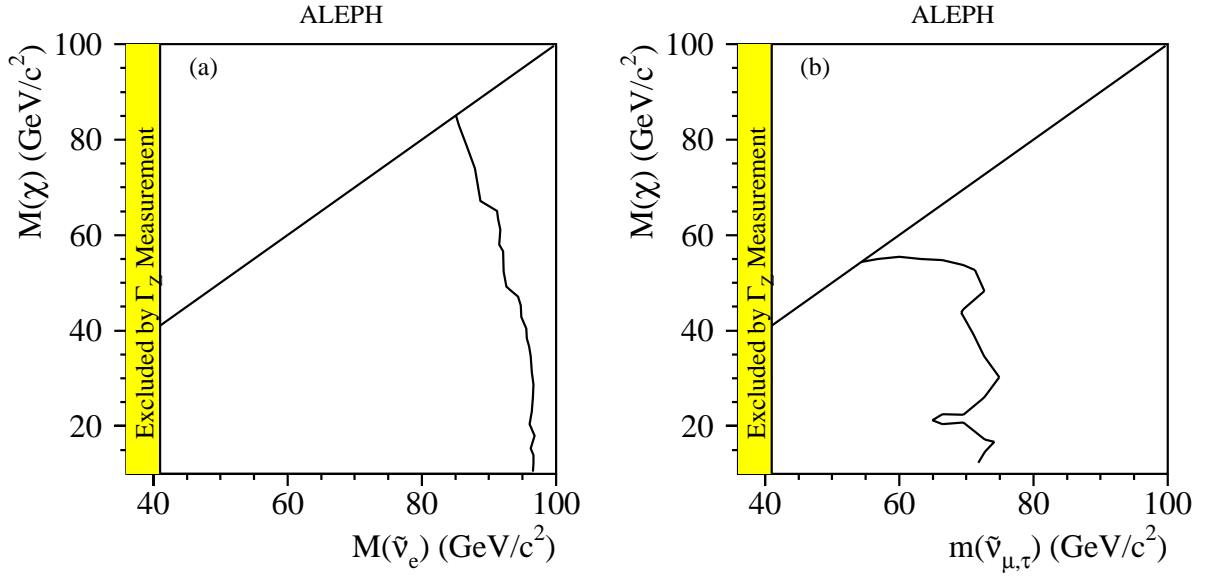 ALEPH
M(χ) (GeV/c²)
100
80
60
40
20
(a)
Excluded by Γ_Z Measurement
40 60 80 100
M(ν̃_e) (GeV/c²)
ALEPH
M(χ) (GeV/c²)
100
80
60
40
20
(b)
Excluded by Γ_Z Measurement
40 60 80 100
m(ν̃_μ,τ) (GeV/c²)